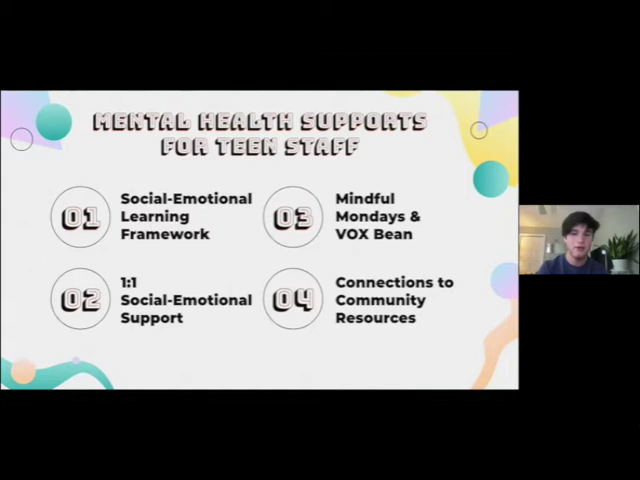 MENTAL HEALTH SUPPORTS
FOR TEEN STAFF
01
Social-Emotional
Learning
Framework
02
1:1
Social-Emotional
Support
03
Mindful
Mondays &
VOX Bean
04
Connections to
Community
Resources